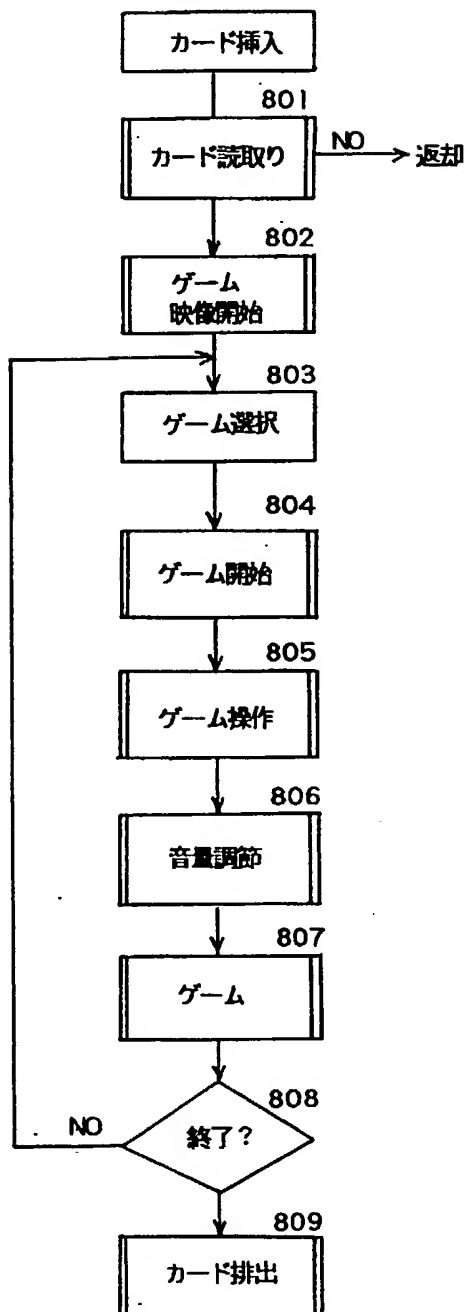 カード挿入
801
カード読取り
NO
返却
802
ゲーム
映像開始
803
ゲーム選択
804
ゲーム開始
805
ゲーム操作
806
音量調節
807
ゲーム
808
NO
終了?
809
カード排出